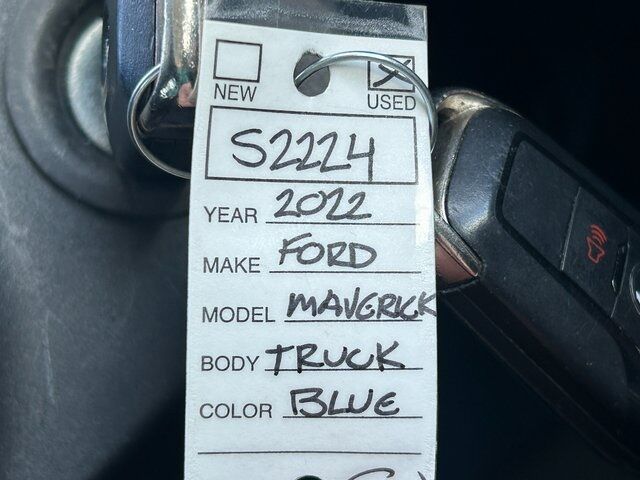 NEW USED
S2224
YEAR 2022
MAKE FORD
MODEL MAVERICK
BODY TRUCK
COLOR BLUE